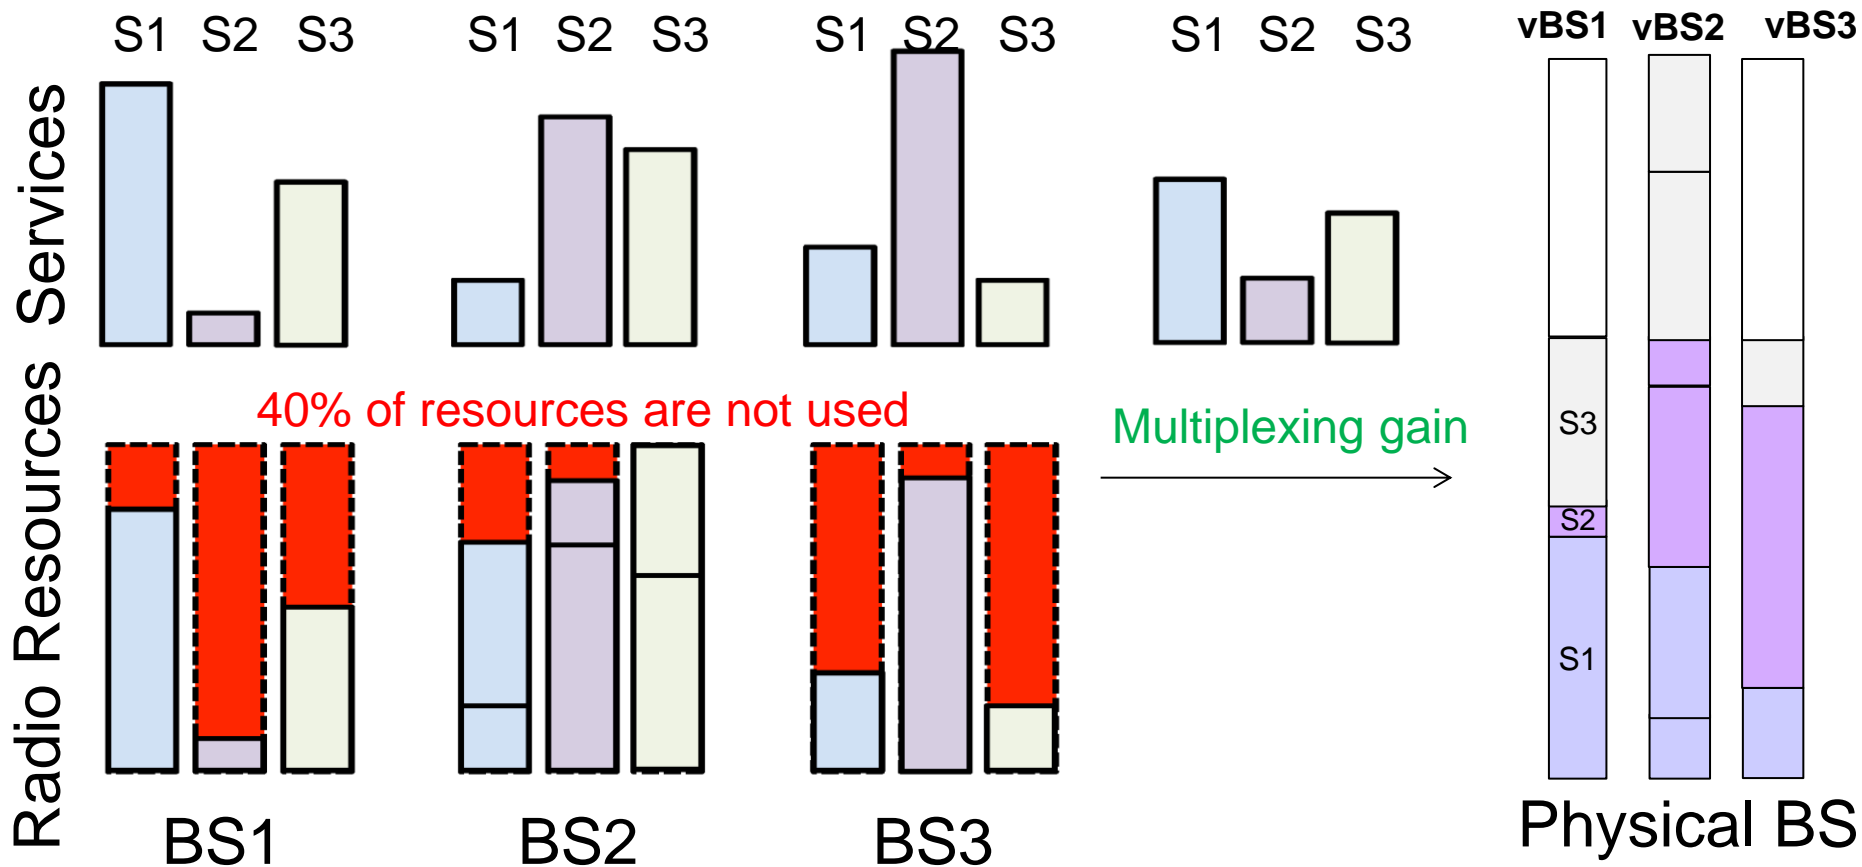 S1 S2 S3 S1 S2 S3 S1 S2 S3 S1 S2 S3
vBS1 vBS2 vBS3
Services
40% of resources are not used
Multiplexing gain
Radio Resources
S3
S2
S1
BS1 BS2 BS3
Physical BS